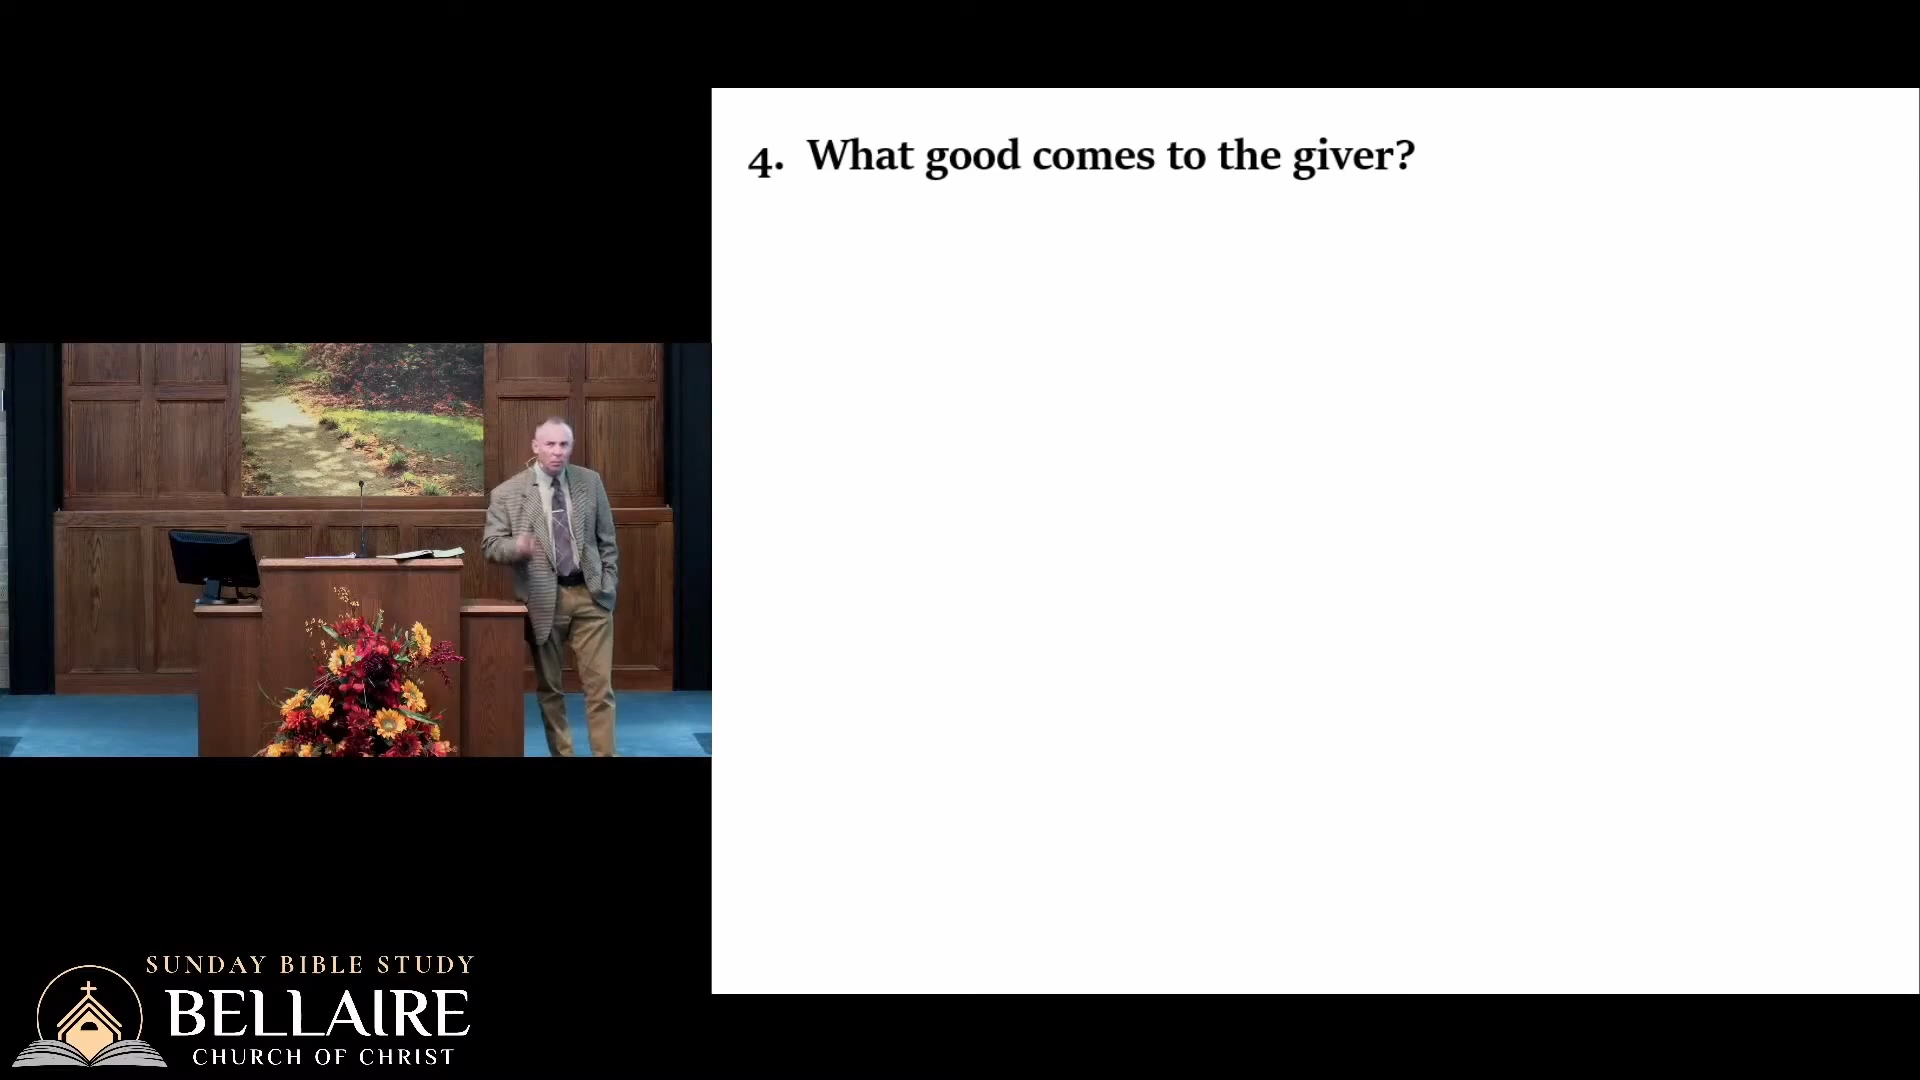 4. What good comes to the giver?
SUNDAY BIBLE STUDY
BELLAIRE
CHURCH OF CHRIST